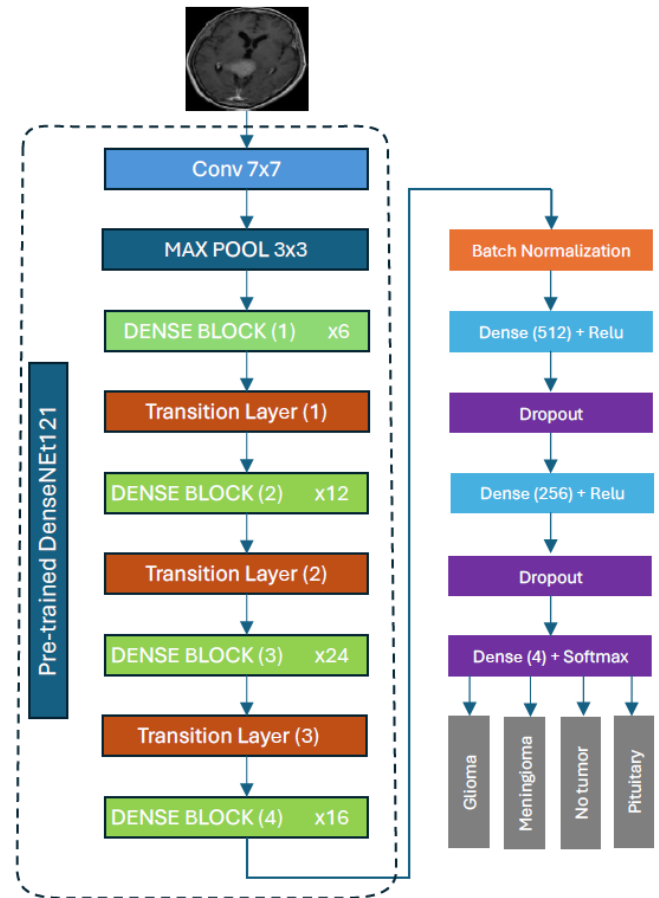 Conv 7x7
MAX POOL 3x3
DENSE BLOCK (1) x6
Transition Layer (1)
DENSE BLOCK (2) x12
Transition Layer (2)
DENSE BLOCK (3) x24
Transition Layer (3)
DENSE BLOCK (4) x16
Pre-trained DenseNEt121
Batch Normalization
Dense (512) + Relu
Dropout
Dense (256) + Relu
Dropout
Dense (4) + Softmax
Glioma
Meningioma
No tumor
Pituitary